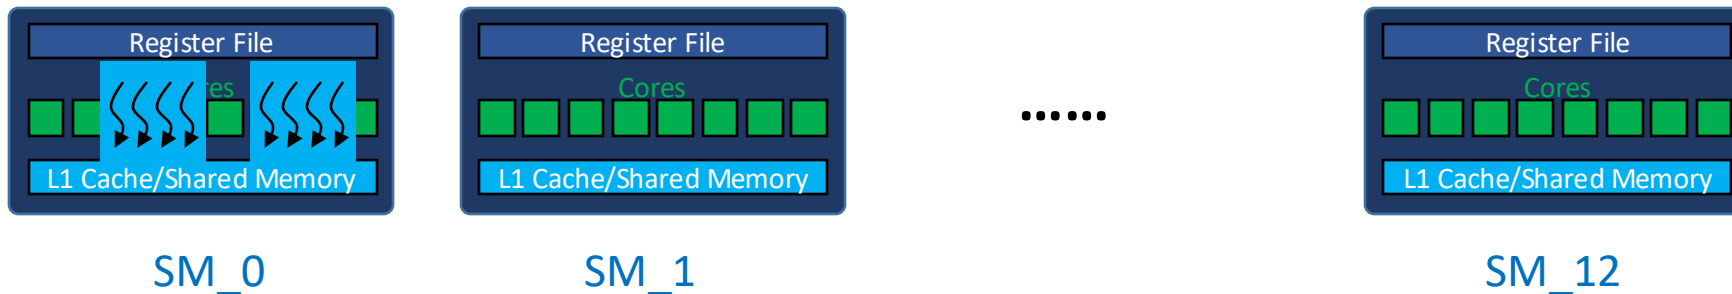 Register File
res
L1 Cache/Shared Memory
SM_0
Register File
Cores
L1 Cache/Shared Memory
SM_1
......
Register File
Cores
L1 Cache/Shared Memory
SM_12